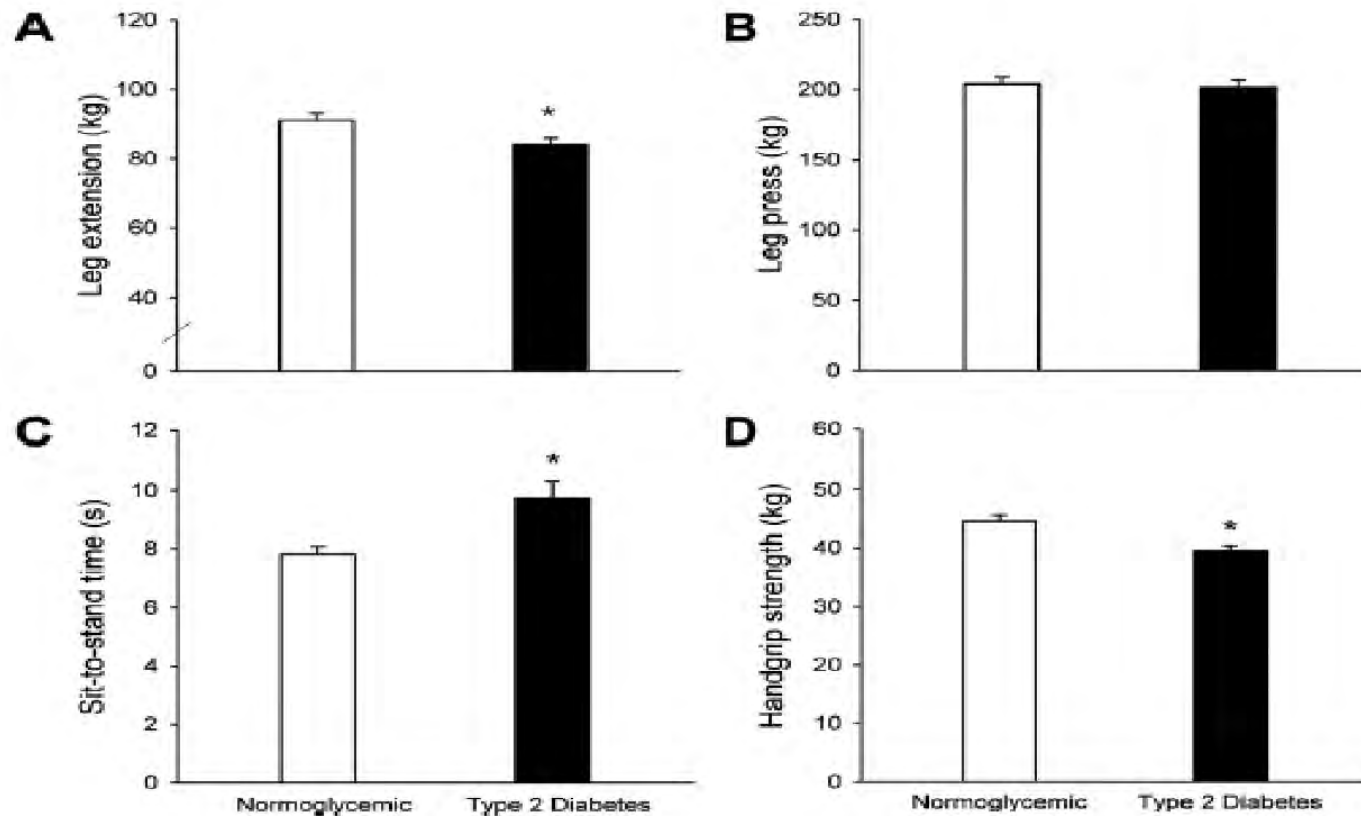 A
Leg extension (kg)
120
100
80
60
40
0
*
B
Leg press (kg)
250
200
150
100
50
0
C
Sit-to-stand time (s)
12
10
8
6
4
2
0
*
Normoglycemic
Type 2 Diabetes
D
Handgrip strength (kg)
60
50
40
30
20
10
0
*
Normoglycemic
Type 2 Diabetes